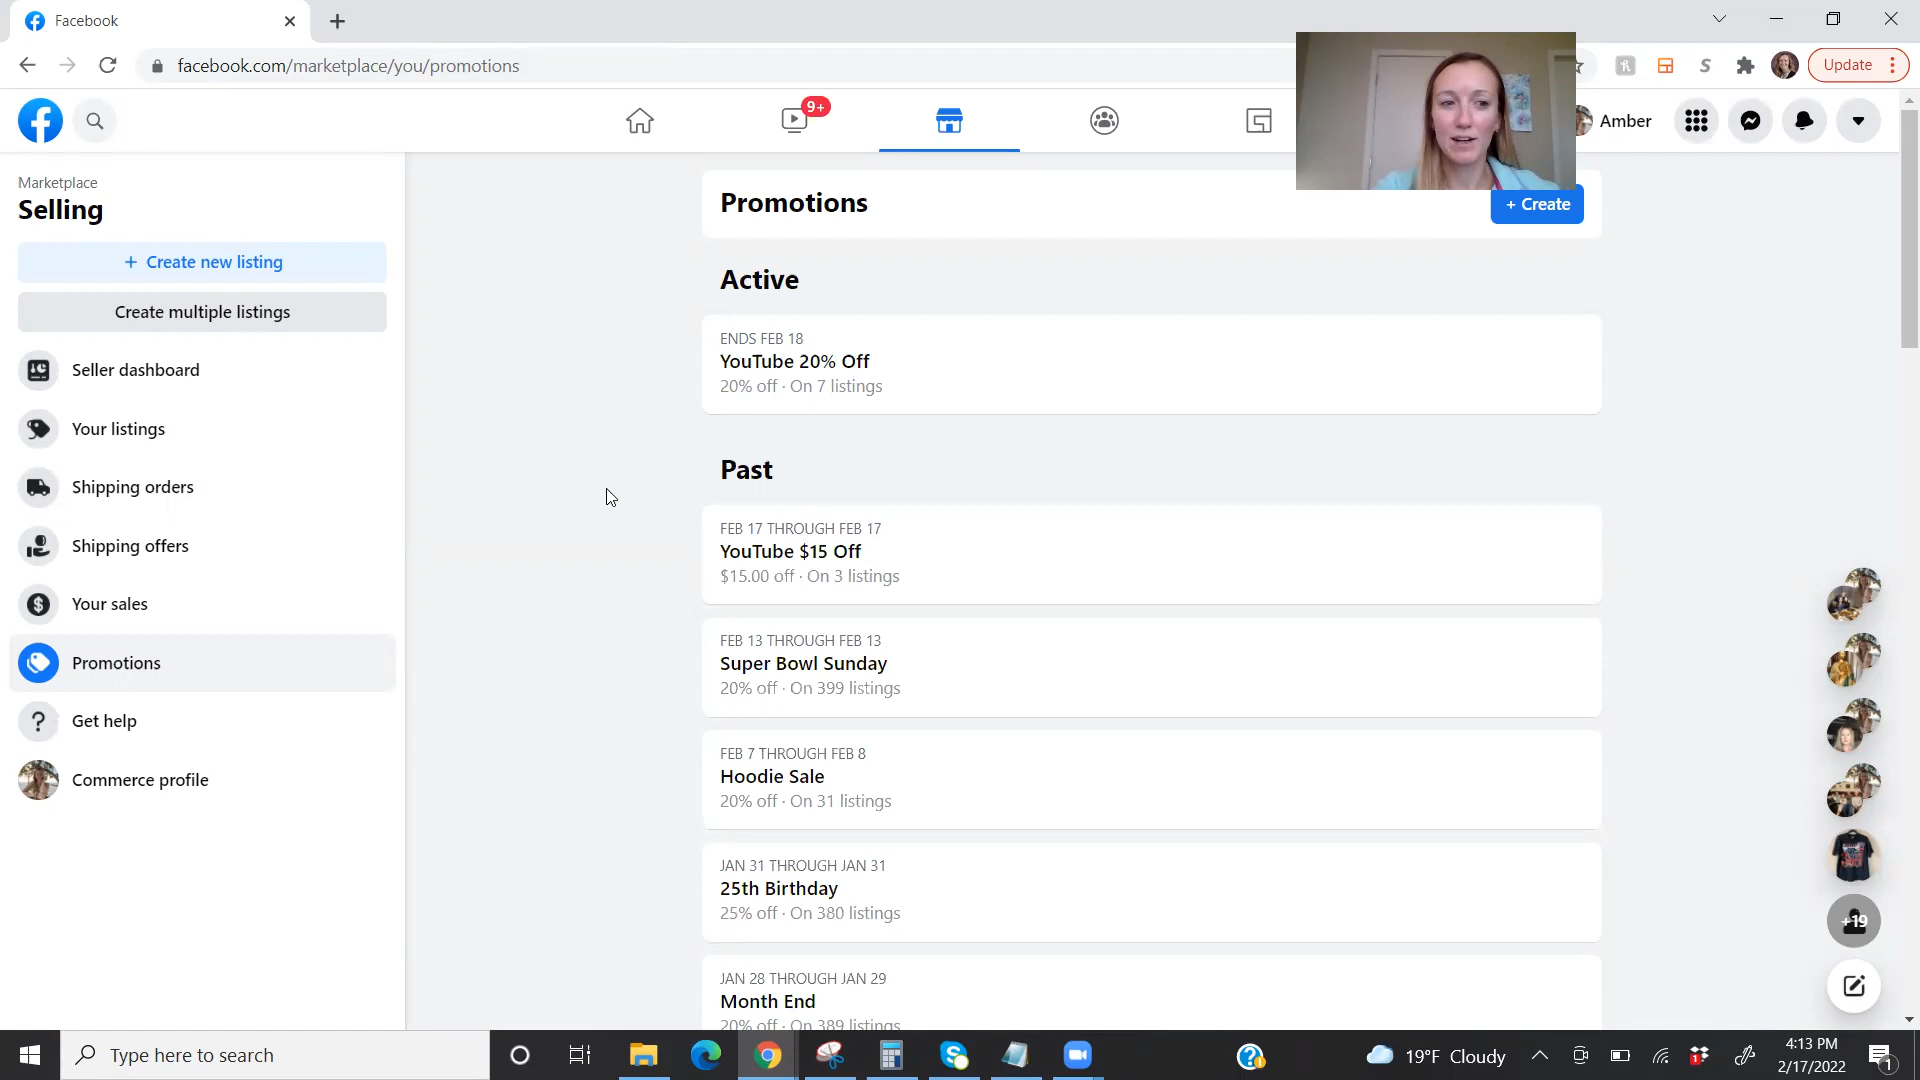 Facebook
facebook.com/marketplace/you/promotions
Update
9+
Amber
Marketplace
Selling
+ Create new listing
Create multiple listings
Seller dashboard
Your listings
Shipping orders
Shipping offers
Your sales
Promotions
Get help
Commerce profile
Promotions
+ Create
Active
ENDS FEB 18
YouTube 20% Off
20% off · On 7 listings
Past
FEB 17 THROUGH FEB 17
YouTube $15 Off
$15.00 off · On 3 listings
FEB 13 THROUGH FEB 13
Super Bowl Sunday
20% off · On 399 listings
FEB 7 THROUGH FEB 8
Hoodie Sale
20% off · On 31 listings
JAN 31 THROUGH JAN 31
25th Birthday
25% off · On 380 listings
JAN 28 THROUGH JAN 29
Month End
20% off · On 389 listings
+19
Type here to search
19°F Cloudy
4:13 PM
2/17/2022
1